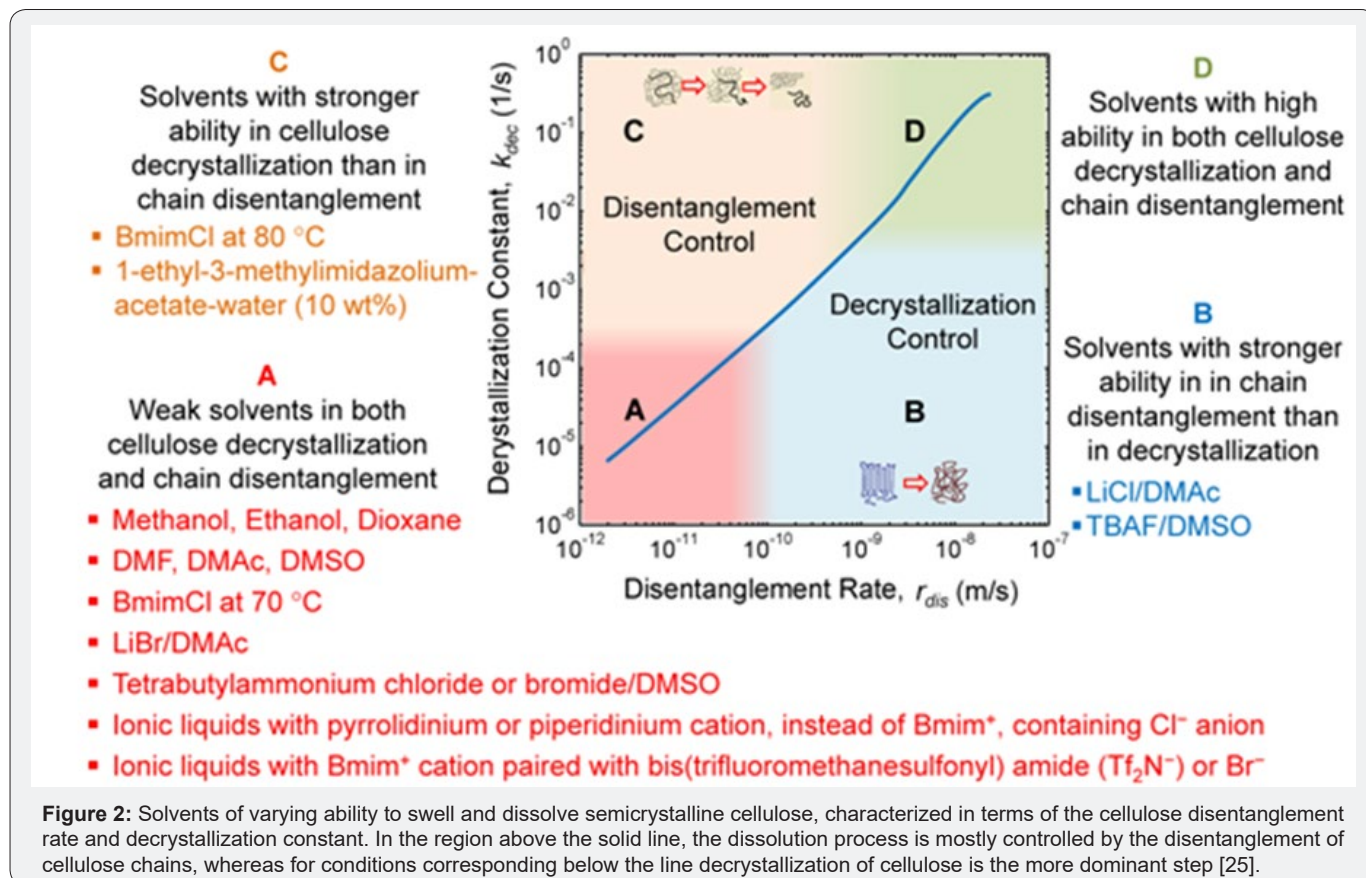 C
Solvents with stronger
ability in cellulose
decrystallization than in
chain disentanglement
▪ BmimCl at 80 °C
▪ 1-ethyl-3-methylimidazolium-
acetate-water (10 wt%)
A
Weak solvents in both
cellulose decrystallization
and chain disentanglement
▪ Methanol, Ethanol, Dioxane
▪ DMF, DMAc, DMSO
▪ BmimCl at 70 °C
▪ LiBr/DMAc
▪ Tetrabutylammonium chloride or bromide/DMSO
▪ Ionic liquids with pyrrolidinium or piperidinium cation, instead of Bmim⁺, containing Cl⁻ anion
▪ Ionic liquids with Bmim⁺ cation paired with bis(trifluoromethanesulfonyl) amide (Tf₂N⁻) or Br⁻
Derystallization Constant, k_dec (1/s)
10⁰
10⁻¹
10⁻²
10⁻³
10⁻⁴
10⁻⁵
10⁻⁶
C
D
Disentanglement
Control
Decrystallization
Control
A
B
10⁻¹²
10⁻¹¹
10⁻¹⁰
10⁻⁹
10⁻⁸
10⁻⁷
Disentanglement Rate, r_dis (m/s)
D
Solvents with high
ability in both cellulose
decrystallization and
chain disentanglement
B
Solvents with stronger
ability in in chain
disentanglement than
in decrystallization
▪ LiCl/DMAc
▪ TBAF/DMSO
Figure 2: Solvents of varying ability to swell and dissolve semicrystalline cellulose, characterized in terms of the cellulose disentanglement
rate and decrystallization constant. In the region above the solid line, the dissolution process is mostly controlled by the disentanglement of
cellulose chains, whereas for conditions corresponding below the line decrystallization of cellulose is the more dominant step [25].